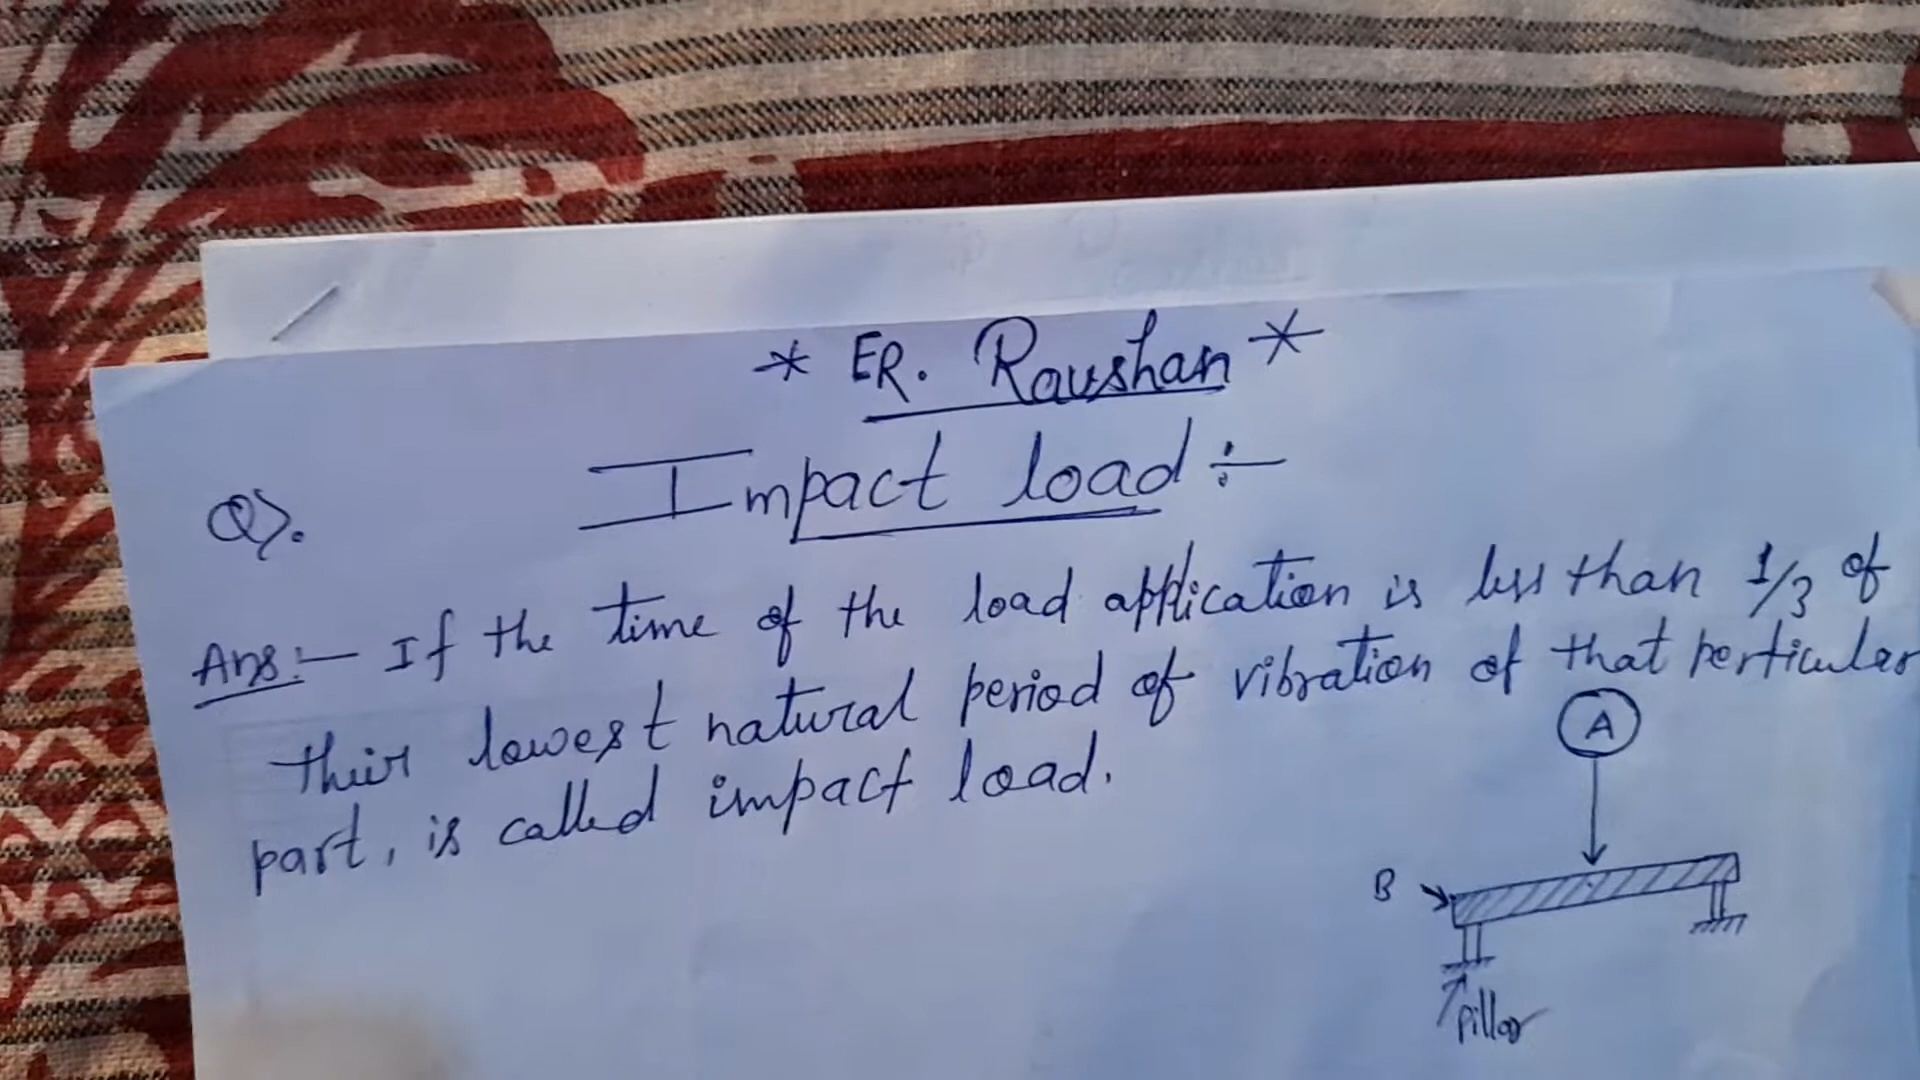 * ER. Raushan *
Q). Impact load :-
Ans:- If the time of the load application is less than 1/3 of
their lowest natural period of vibration of that perticular
part, is called impact load.
A
B
Pillar